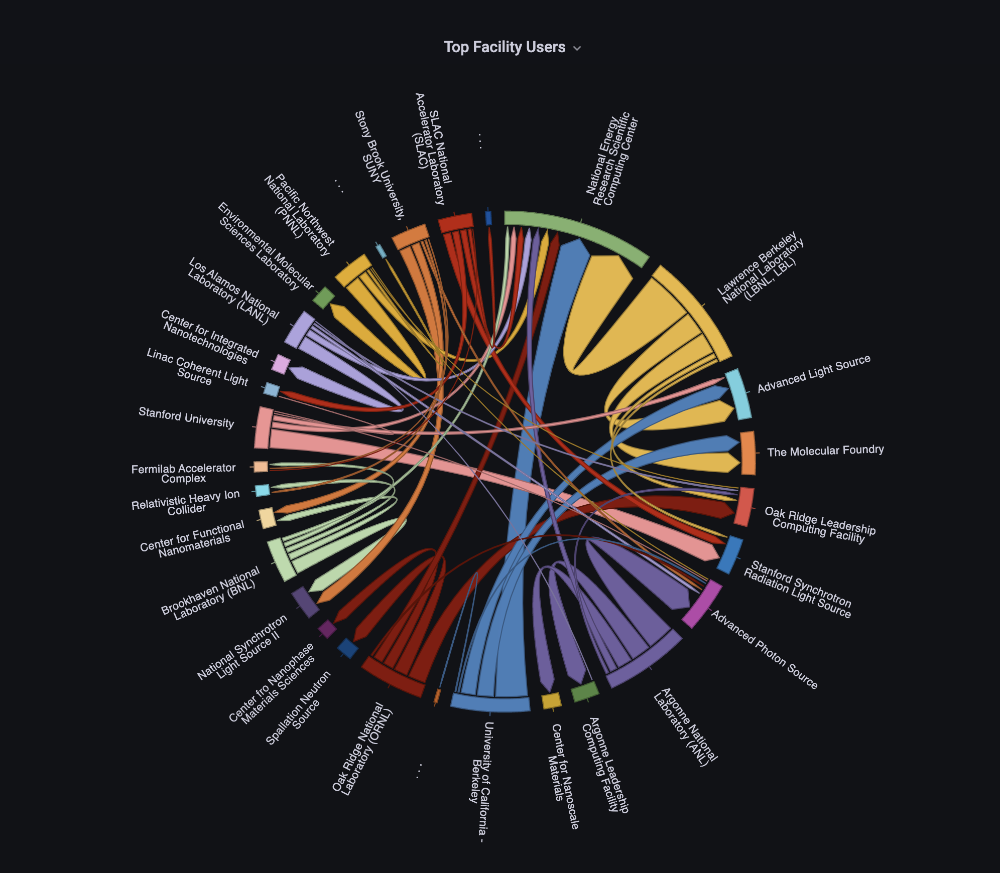 Top Facility Users
National Energy
Research Scientific
Computing Center
Lawrence Berkeley
National Laboratory
(LBNL, LBL)
Advanced Light Source
The Molecular Foundry
Oak Ridge Leadership
Computing Facility
Stanford Synchrotron
Radiation Light Source
Advanced Photon Source
Argonne National
Laboratory (ANL)
Argonne Leadership
Computing Facility
Center for Nanoscale
Materials
University of California -
Berkeley
...
Oak Ridge National
Laboratory (ORNL)
Spallation Neutron
Source
Center fro Nanophase
Materials Sciences
National Synchrotron
Light Source II
Brookhaven National
Laboratory (BNL)
Center for Functional
Nanomaterials
Relativistic Heavy Ion
Collider
Fermilab Accelerator
Complex
Stanford University
Linac Coherent Light
Source
Center for Integrated
Nanotechnologies
Los Alamos National
Laboratory (LANL)
Environmental Molecular
Sciences Laboratory
Pacific Northwest
National Laboratory
(PNNL)
...
Stony Brook University,
SUNY
SLAC National
Accelerator Laboratory
(SLAC)
...